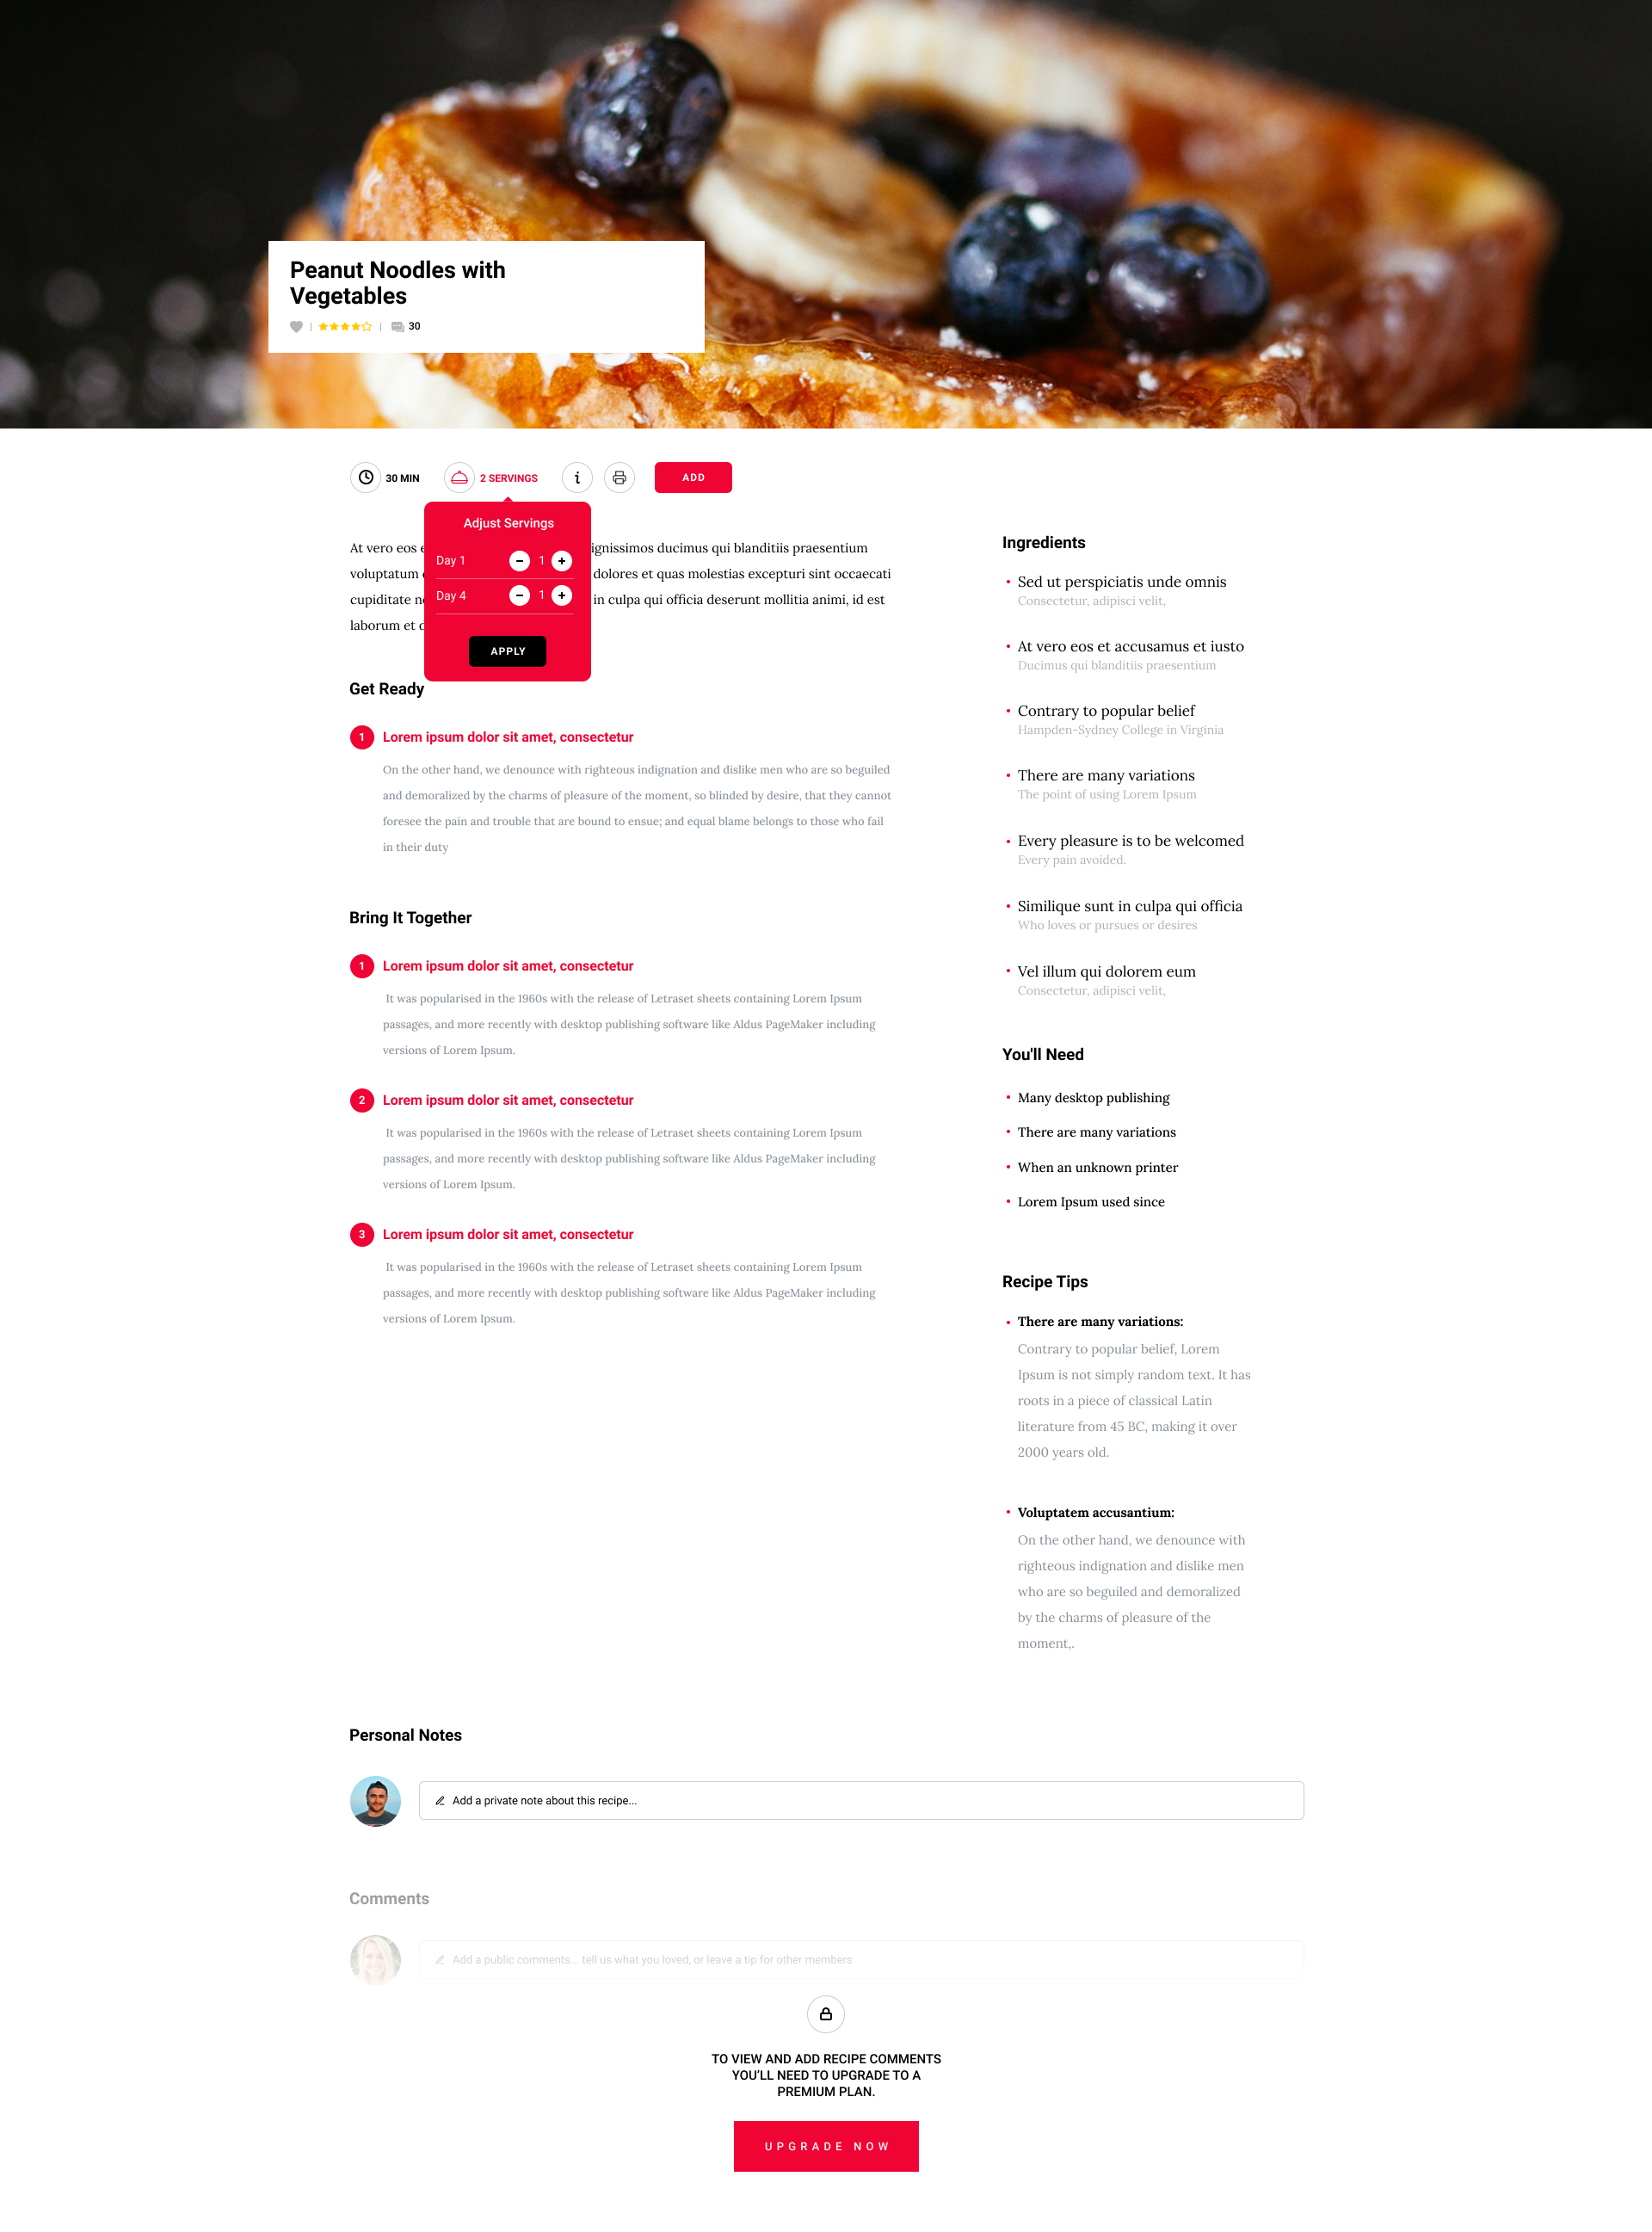 Peanut Noodles with
Vegetables
30
30 MIN
2 SERVINGS
i
ADD
Adjust Servings
Day 1
1
Day 4
1
APPLY
At vero eos ignissimos ducimus qui blanditiis praesentium
voluptatum dolores et quas molestias excepturi sint occaecati
cupiditate in culpa qui officia deserunt mollitia animi, id est
laborum et
Get Ready
1 Lorem ipsum dolor sit amet, consectetur
On the other hand, we denounce with righteous indignation and dislike men who are so beguiled
and demoralized by the charms of pleasure of the moment, so blinded by desire, that they cannot
foresee the pain and trouble that are bound to ensue; and equal blame belongs to those who fail
in their duty
Bring It Together
1 Lorem ipsum dolor sit amet, consectetur
It was popularised in the 1960s with the release of Letraset sheets containing Lorem Ipsum
passages, and more recently with desktop publishing software like Aldus PageMaker including
versions of Lorem Ipsum.
2 Lorem ipsum dolor sit amet, consectetur
It was popularised in the 1960s with the release of Letraset sheets containing Lorem Ipsum
passages, and more recently with desktop publishing software like Aldus PageMaker including
versions of Lorem Ipsum.
3 Lorem ipsum dolor sit amet, consectetur
It was popularised in the 1960s with the release of Letraset sheets containing Lorem Ipsum
passages, and more recently with desktop publishing software like Aldus PageMaker including
versions of Lorem Ipsum.
Ingredients
• Sed ut perspiciatis unde omnis
Consectetur, adipisci velit,
• At vero eos et accusamus et iusto
Ducimus qui blanditiis praesentium
• Contrary to popular belief
Hampden-Sydney College in Virginia
• There are many variations
The point of using Lorem Ipsum
• Every pleasure is to be welcomed
Every pain avoided.
• Similique sunt in culpa qui officia
Who loves or pursues or desires
• Vel illum qui dolorem eum
Consectetur, adipisci velit,
You'll Need
• Many desktop publishing
• There are many variations
• When an unknown printer
• Lorem Ipsum used since
Recipe Tips
• There are many variations:
Contrary to popular belief, Lorem
Ipsum is not simply random text. It has
roots in a piece of classical Latin
literature from 45 BC, making it over
2000 years old.
• Voluptatem accusantium:
On the other hand, we denounce with
righteous indignation and dislike men
who are so beguiled and demoralized
by the charms of pleasure of the
moment,.
Personal Notes
Add a private note about this recipe...
Comments
Add a public comments... tell us what you loved, or leave a tip for other members
TO VIEW AND ADD RECIPE COMMENTS
YOU'LL NEED TO UPGRADE TO A
PREMIUM PLAN.
UPGRADE NOW